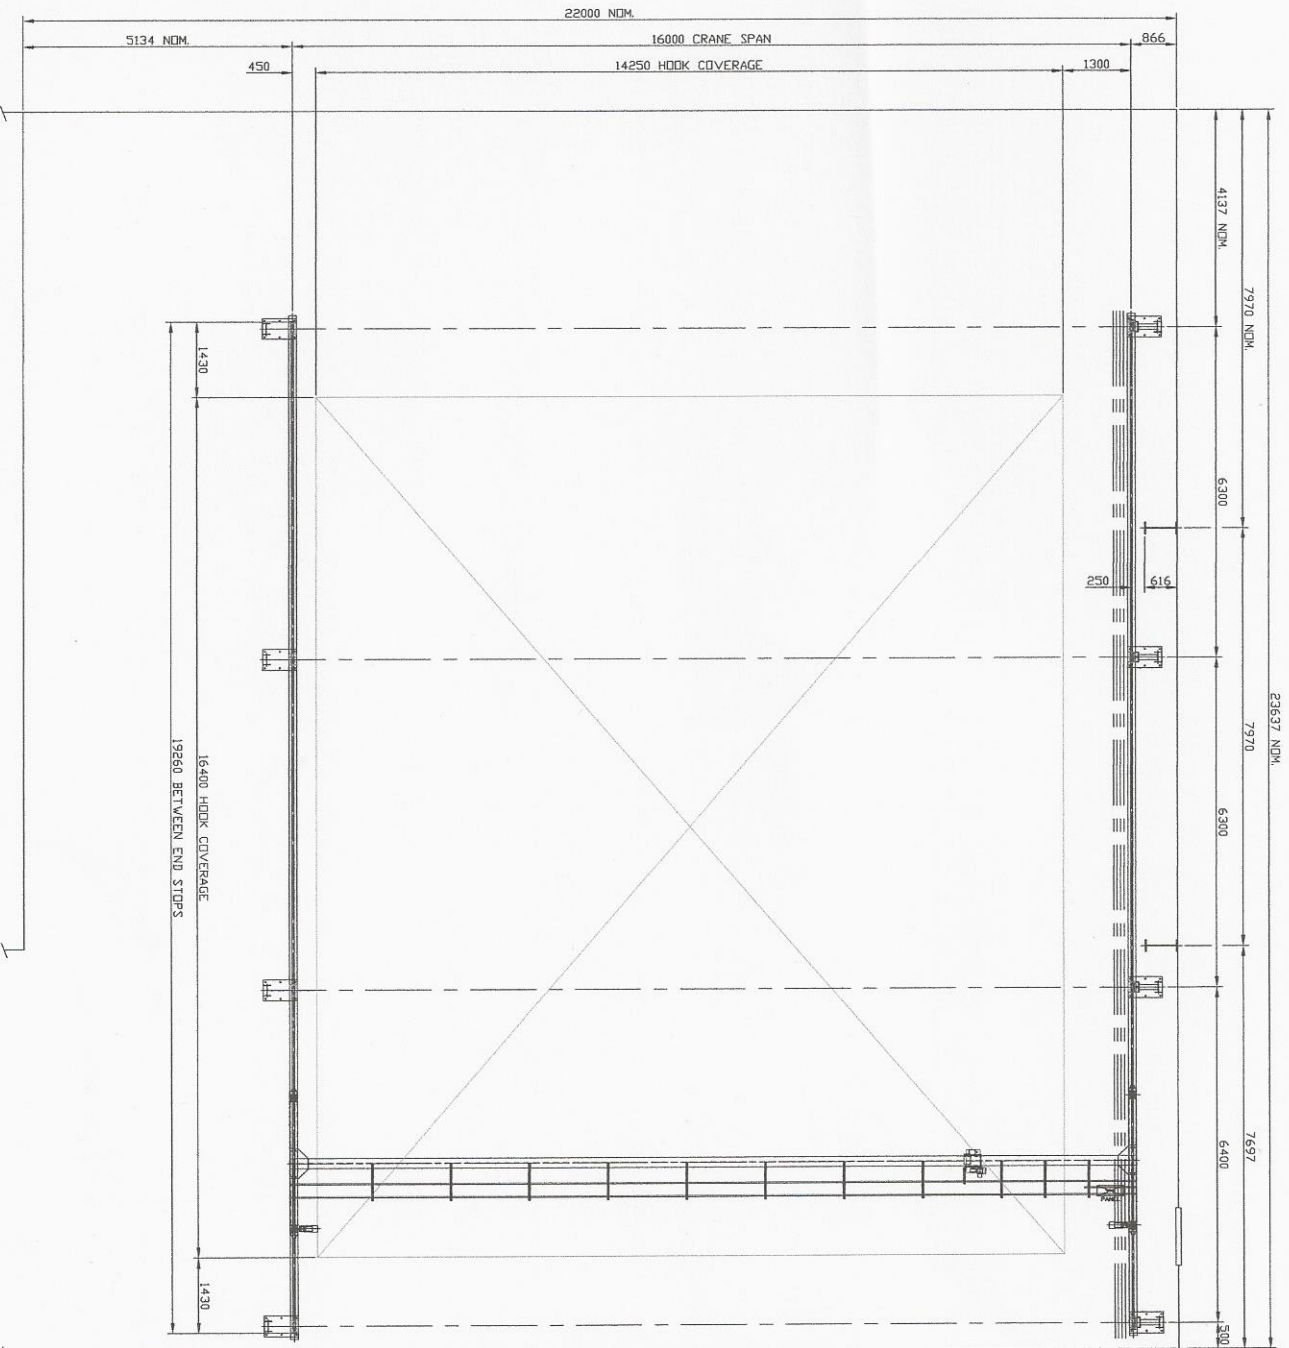 22000 NOM.
5134 NOM.
16000 CRANE SPAN
866
450
14250 HOOK COVERAGE
1300
4137 NOM.
7970 NOM.
23637 NOM.
1430
6300
250
616
7970
6300
16400 HOOK COVERAGE
19260 BETWEEN END STOPS
7697
6400
PANEL
1430
500